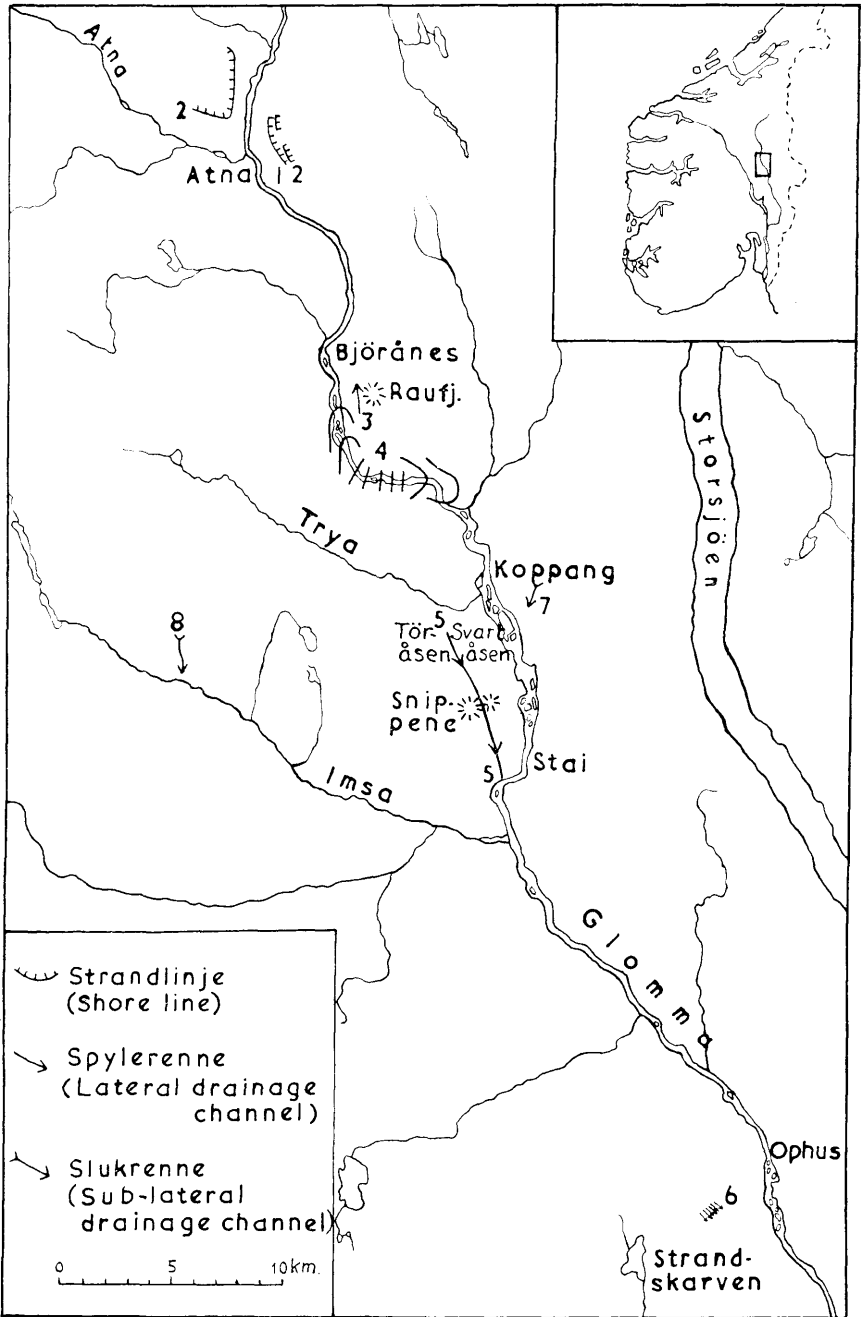 Atna
2
Atna 12
Björånes
Raufj.
3
4
Trya
Koppang
7
Storsjöen
8
5
Tör- Svart
åsen åsen
Snip-
pene
Stai
5
Imsa
Glomma
Ophus
6
Strand-
skarven
Strandlinje
(Shore line)
Spylerenne
(Lateral drainage
channel)
Slukrenne
(Sub-lateral
drainage channel)
0 5 10km.